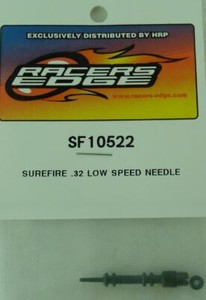 EXCLUSIVELY DISTRIBUTED BY HRP
RACERS
EDGE
www.racers-edge.com
SF10522
SUREFIRE .32 LOW SPEED NEEDLE